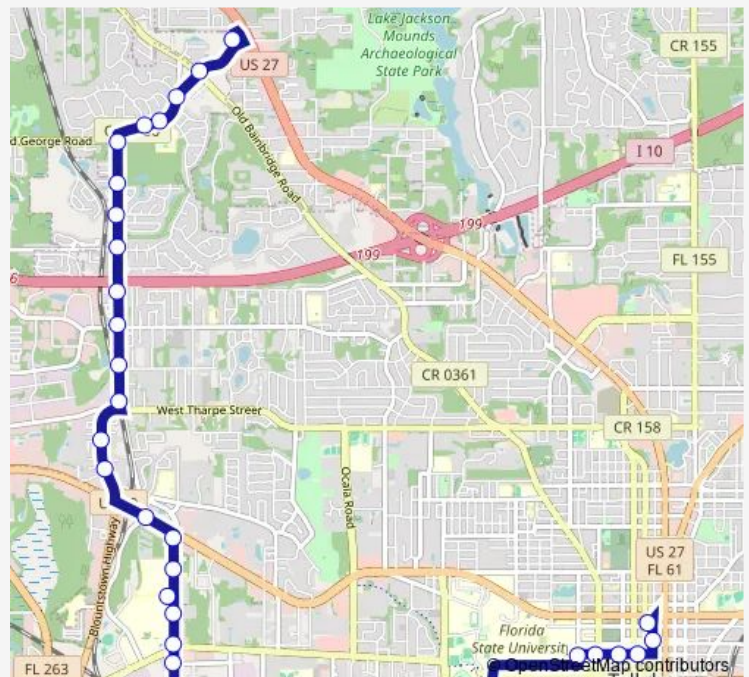 Lake Jackson
Mounds
Archaeological
State Park
CR 155
US 27
Old Bainbridge Road
d George Road
I 10
199
199
FL 155
6
CR 0361
West Tharpe Street
CR 158
Ocala Road
US 27
FL 61
Blountstown Highway
Florida
State Universit
FL 263
© OpenStreetMap contributors